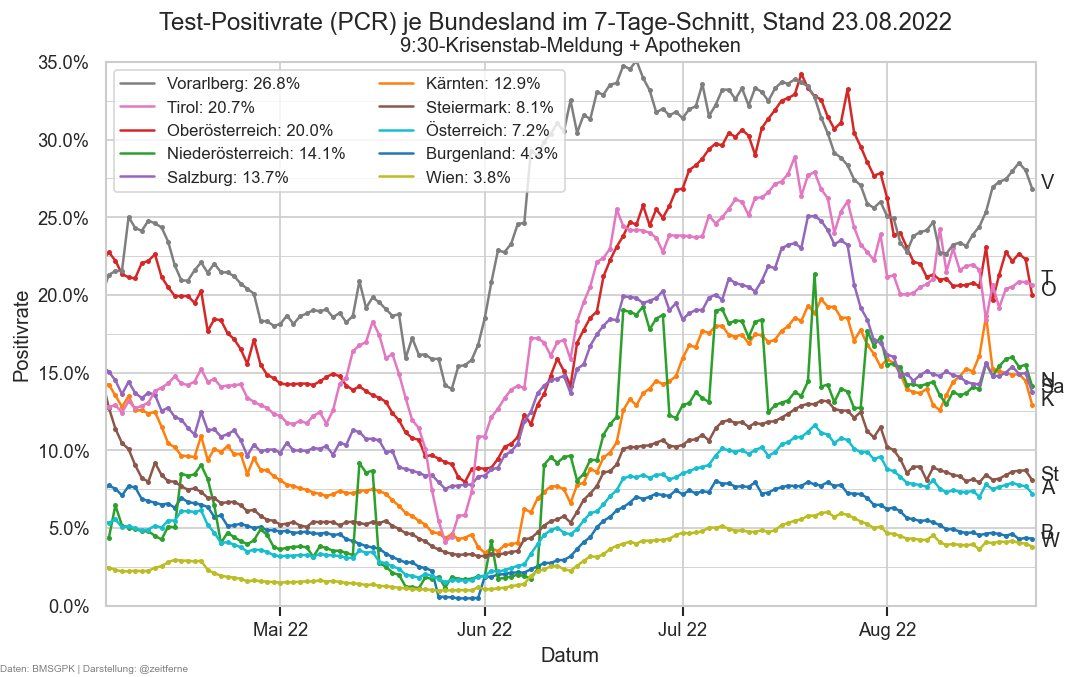 Test-Positivrate (PCR) je Bundesland im 7-Tage-Schnitt, Stand 23.08.2022
9:30-Krisenstab-Meldung + Apotheken
35.0%
30.0%
25.0%
20.0%
15.0%
10.0%
5.0%
0.0%
Positivrate
Vorarlberg: 26.8%
Tirol: 20.7%
Oberösterreich: 20.0%
Niederösterreich: 14.1%
Salzburg: 13.7%
Kärnten: 12.9%
Steiermark: 8.1%
Österreich: 7.2%
Burgenland: 4.3%
Wien: 3.8%
V
T
O
N
Sa
K
St
A
B
W
Mai 22
Jun 22
Jul 22
Aug 22
Datum
Daten: BMSGPK | Darstellung: @zeitferne